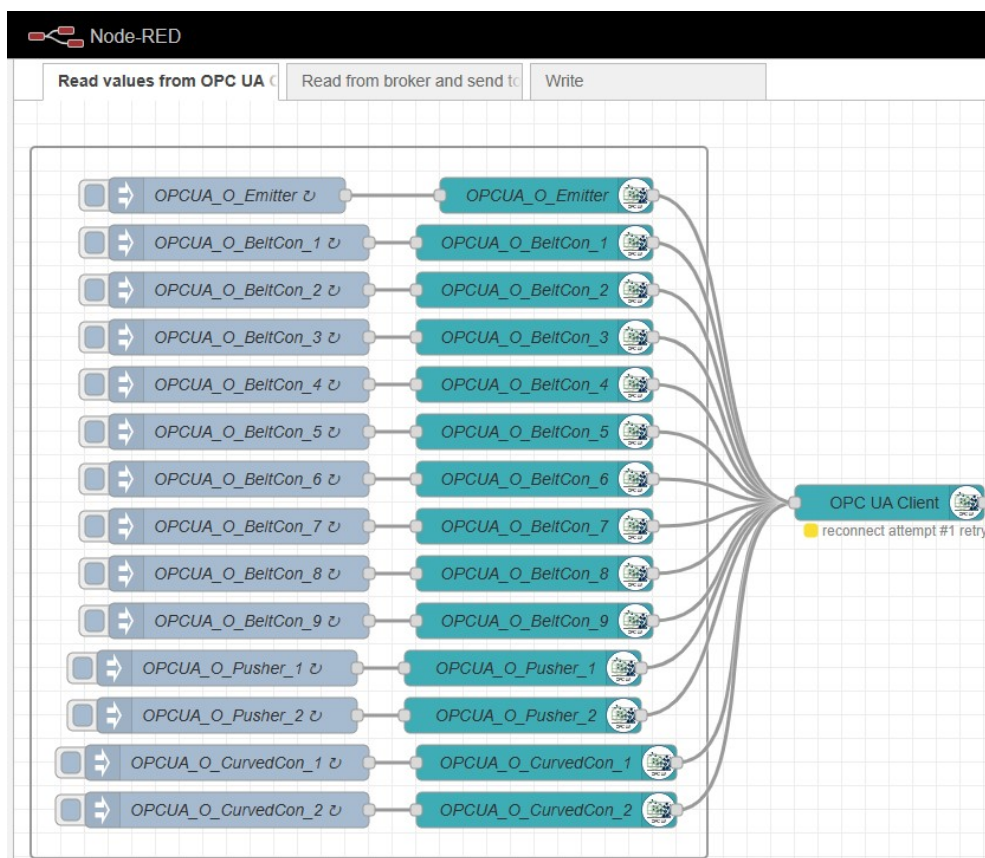 Node-RED
Read values from OPC UA
Read from broker and send to
Write
OPCUA_O_Emitter ↻ OPCUA_O_Emitter
OPCUA_O_BeltCon_1 ↻ OPCUA_O_BeltCon_1
OPCUA_O_BeltCon_2 ↻ OPCUA_O_BeltCon_2
OPCUA_O_BeltCon_3 ↻ OPCUA_O_BeltCon_3
OPCUA_O_BeltCon_4 ↻ OPCUA_O_BeltCon_4
OPCUA_O_BeltCon_5 ↻ OPCUA_O_BeltCon_5
OPCUA_O_BeltCon_6 ↻ OPCUA_O_BeltCon_6
OPC UA Client
OPCUA_O_BeltCon_7 ↻ OPCUA_O_BeltCon_7
reconnect attempt #1 retry
OPCUA_O_BeltCon_8 ↻ OPCUA_O_BeltCon_8
OPCUA_O_BeltCon_9 ↻ OPCUA_O_BeltCon_9
OPCUA_O_Pusher_1 ↻ OPCUA_O_Pusher_1
OPCUA_O_Pusher_2 ↻ OPCUA_O_Pusher_2
OPCUA_O_CurvedCon_1 ↻ OPCUA_O_CurvedCon_1
OPCUA_O_CurvedCon_2 ↻ OPCUA_O_CurvedCon_2